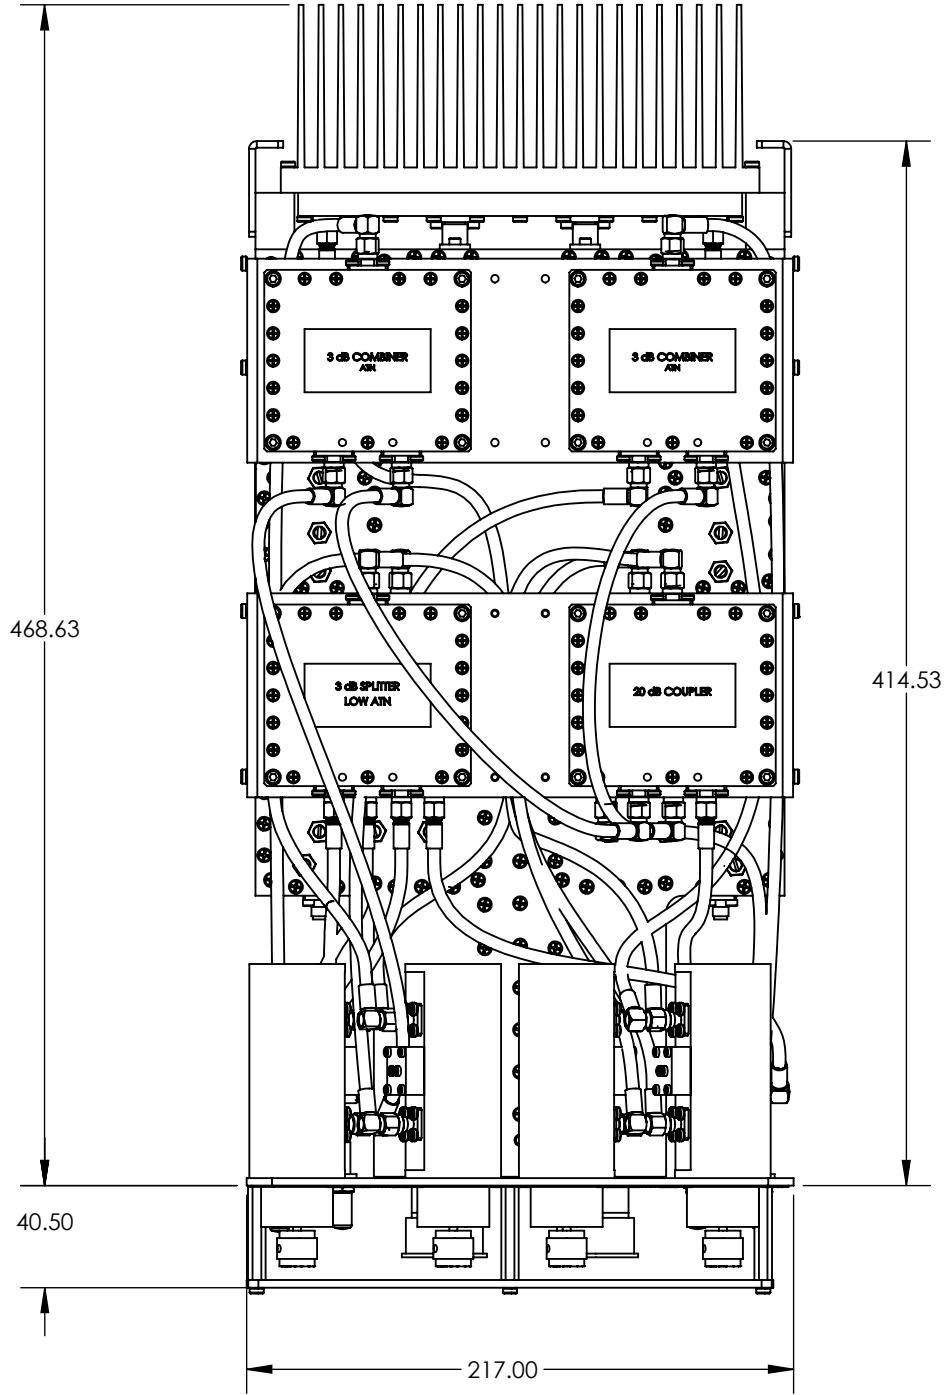 3 dB COMBINER
ATN
3 dB COMBINER
ATN
468.63
414.53
3 dB SPLITTER
LOW ATN
20 dB COUPLER
40.50
217.00